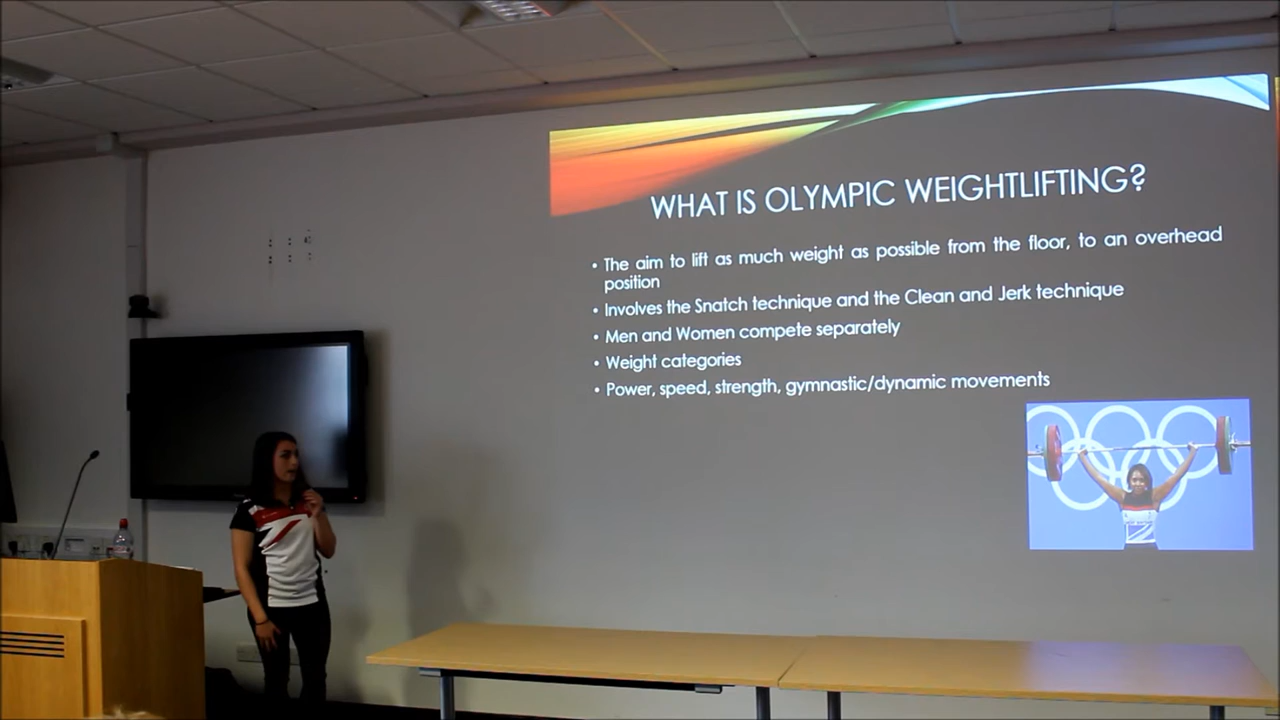 WHAT IS OLYMPIC WEIGHTLIFTING?
• The aim to lift as much weight as possible from the floor, to an overhead
position
• Involves the Snatch technique and the Clean and Jerk technique
• Men and Women compete separately
• Weight categories
• Power, speed, strength, gymnastic/dynamic movements